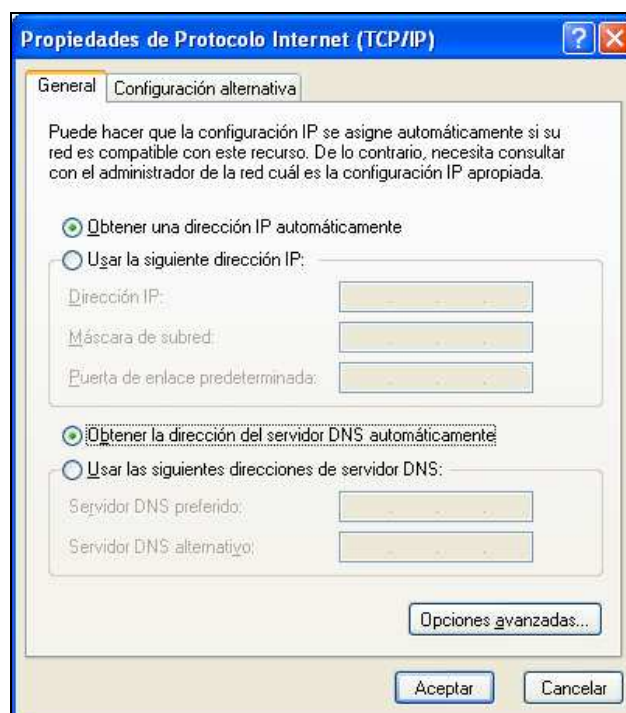 Propiedades de Protocolo Internet (TCP/IP)
General
Configuración alternativa
Puede hacer que la configuración IP se asigne automáticamente si su
red es compatible con este recurso. De lo contrario, necesita consultar
con el administrador de la red cuál es la configuración IP apropiada.
Obtener una dirección IP automáticamente
Usar la siguiente dirección IP:
Dirección IP:
Máscara de subred:
Puerta de enlace predeterminada:
Obtener la dirección del servidor DNS automáticamente
Usar las siguientes direcciones de servidor DNS:
Servidor DNS preferido:
Servidor DNS alternativo:
Opciones avanzadas...
Aceptar
Cancelar